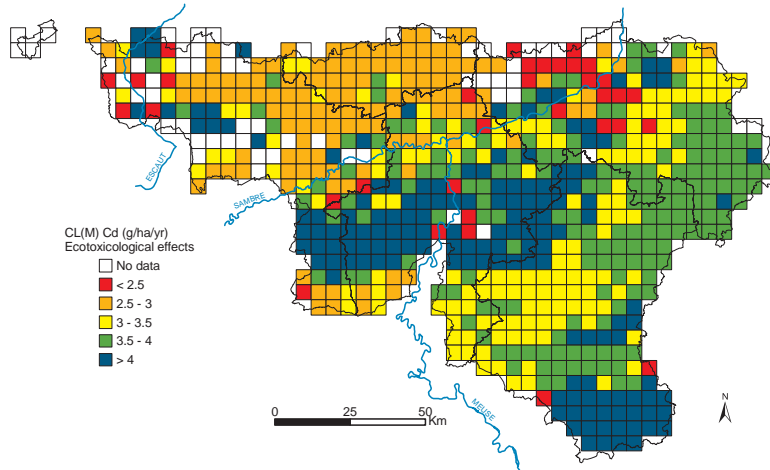 ESCAUT
SAMBRE
CL(M) Cd (g/ha/yr)
Ecotoxicological effects
No data
< 2.5
2.5 - 3
3 - 3.5
3.5 - 4
> 4
MEUSE
N
0 25 50
Km